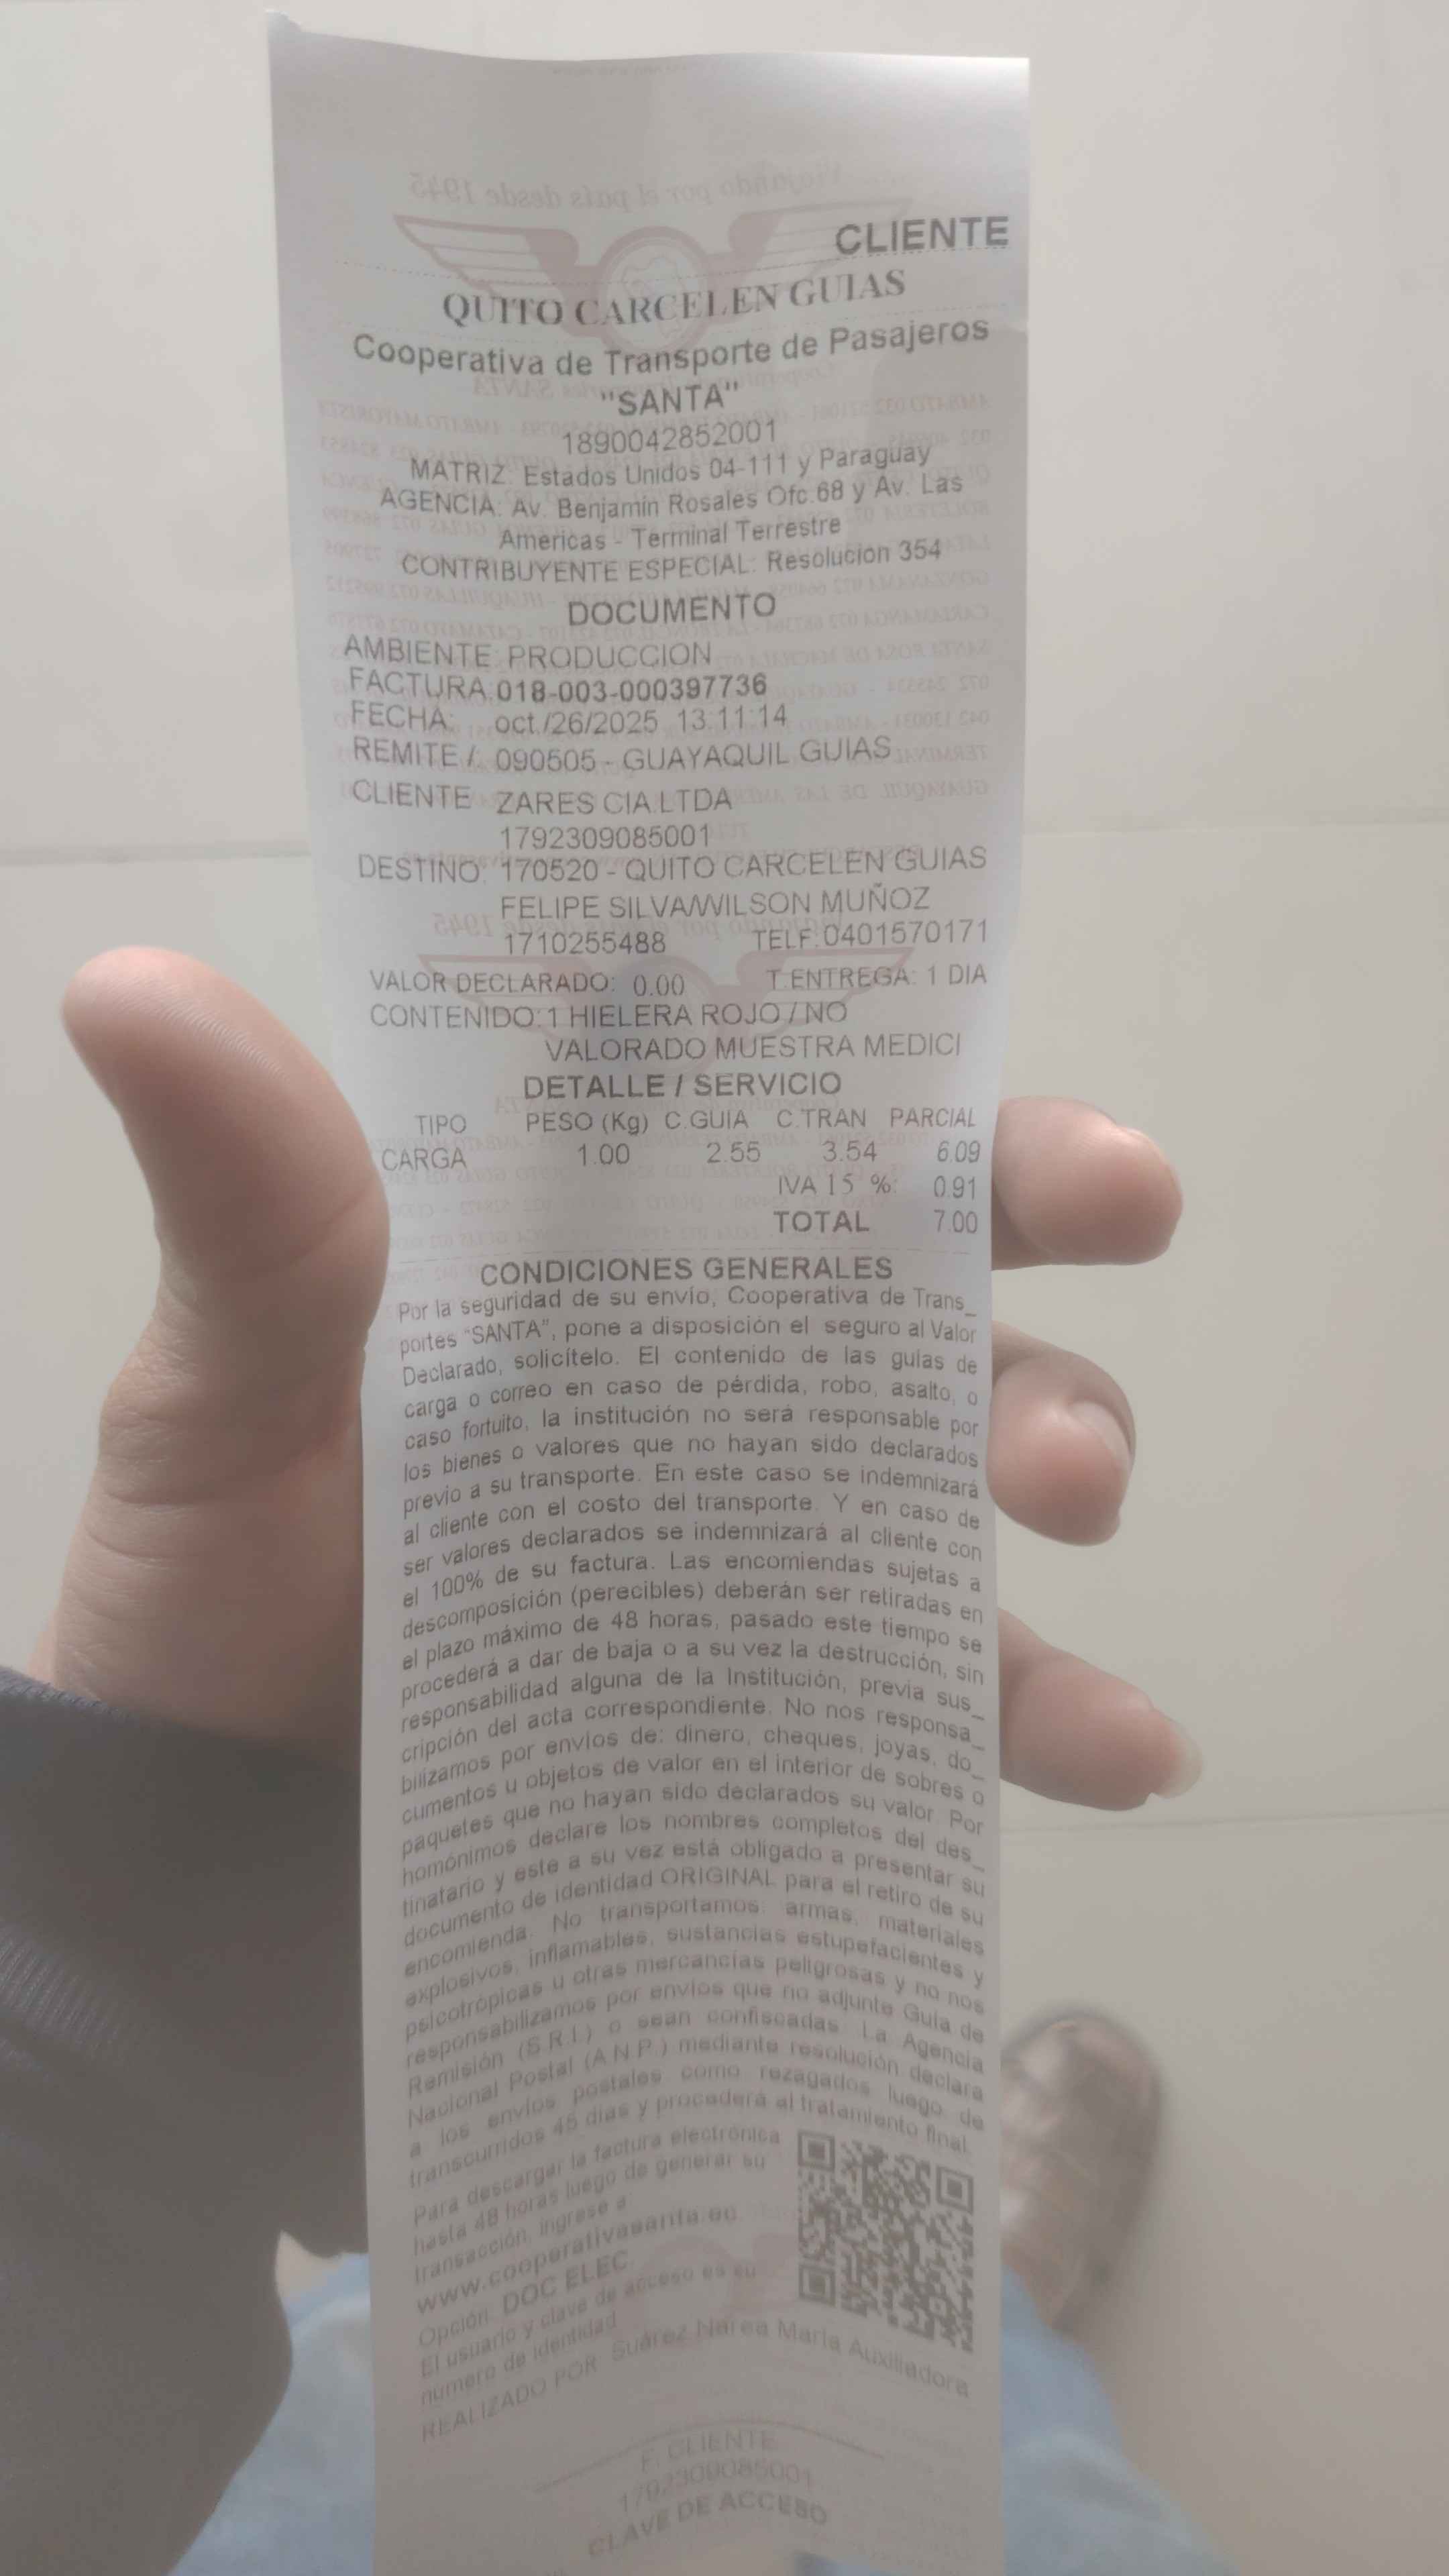 CLIENTE
QUITO CARCELEN GUIAS
Cooperativa de Transporte de Pasajeros
"SANTA"
1890042852001
MATRIZ: Estados Unidos 04-111 y Paraguay
AGENCIA: Av. Benjamin Rosales Ofc.68 y Av. Las
Americas - Terminal Terrestre
CONTRIBUYENTE ESPECIAL: Resolucion 354
DOCUMENTO
AMBIENTE: PRODUCCION
FACTURA: 018-003-000397736
FECHA: oct./26/2025 13:11:14
REMITE /: 090505 - GUAYAQUIL GUIAS
CLIENTE ZARES CIA.LTDA
1792309085001
DESTINO: 170520 - QUITO CARCELEN GUIAS
FELIPE SILVA/WILSON MUÑOZ
1710255488 TELF:0401570171
VALOR DECLARADO: 0.00 T.ENTREGA: 1 DIA
CONTENIDO:1 HIELERA ROJO / NO
VALORADO MUESTRA MEDICI
DETALLE / SERVICIO
TIPO PESO (Kg) C.GUIA C.TRAN PARCIAL
CARGA 1.00 2.55 3.54 6.09
IVA 15 %: 0.91
TOTAL 7.00
CONDICIONES GENERALES
Por la seguridad de su envío, Cooperativa de Trans_
portes "SANTA", pone a disposición el seguro al Valor
Declarado, solicítelo. El contenido de las guías de
carga o correo en caso de pérdida, robo, asalto, o
caso fortuito, la institución no será responsable por
los bienes o valores que no hayan sido declarados
previo a su transporte. En este caso se indemnizará
al cliente con el costo del transporte. Y en caso de
ser valores declarados se indemnizará al cliente con
el 100% de su factura. Las encomiendas sujetas a
descomposición (perecibles) deberán ser retiradas en
el plazo máximo de 48 horas, pasado este tiempo se
procederá a dar de baja o a su vez la destrucción, sin
responsabilidad alguna de la Institución, previa sus_
cripción del acta correspondiente. No nos responsa_
bilizamos por envíos de: dinero, cheques, joyas, do_
cumentos u objetos de valor en el interior de sobres o
paquetes que no hayan sido declarados su valor. Por
homónimos declare los nombres completos del des_
tinatario y este a su vez está obligado a presentar su
documento de identidad ORIGINAL para el retiro de su
encomienda. No transportamos: armas, materiales
explosivos, inflamables, sustancias estupefacientes y
psicotrópicas u otras mercancías peligrosas y no nos
responsabilizamos por envíos que no adjunte Guía de
Remisión (S.R.I.) o sean confiscadas. La Agencia
Nacional Postal (A.N.P.) mediante resolución declara
a los envíos postales como rezagados luego de
transcurridos 45 días y procederá al tratamiento final.
Para descargar la factura electrónica
hasta 48 horas luego de generar su
transacción, ingrese a:
www.cooperativasanta.ec
Opción: DOC ELEC.
El usuario y clave de acceso es su
número de identidad
REALIZADO POR Suárez Narea María Auxiliadora
F. CLIENTE
1792309085001
CLAVE DE ACCESO